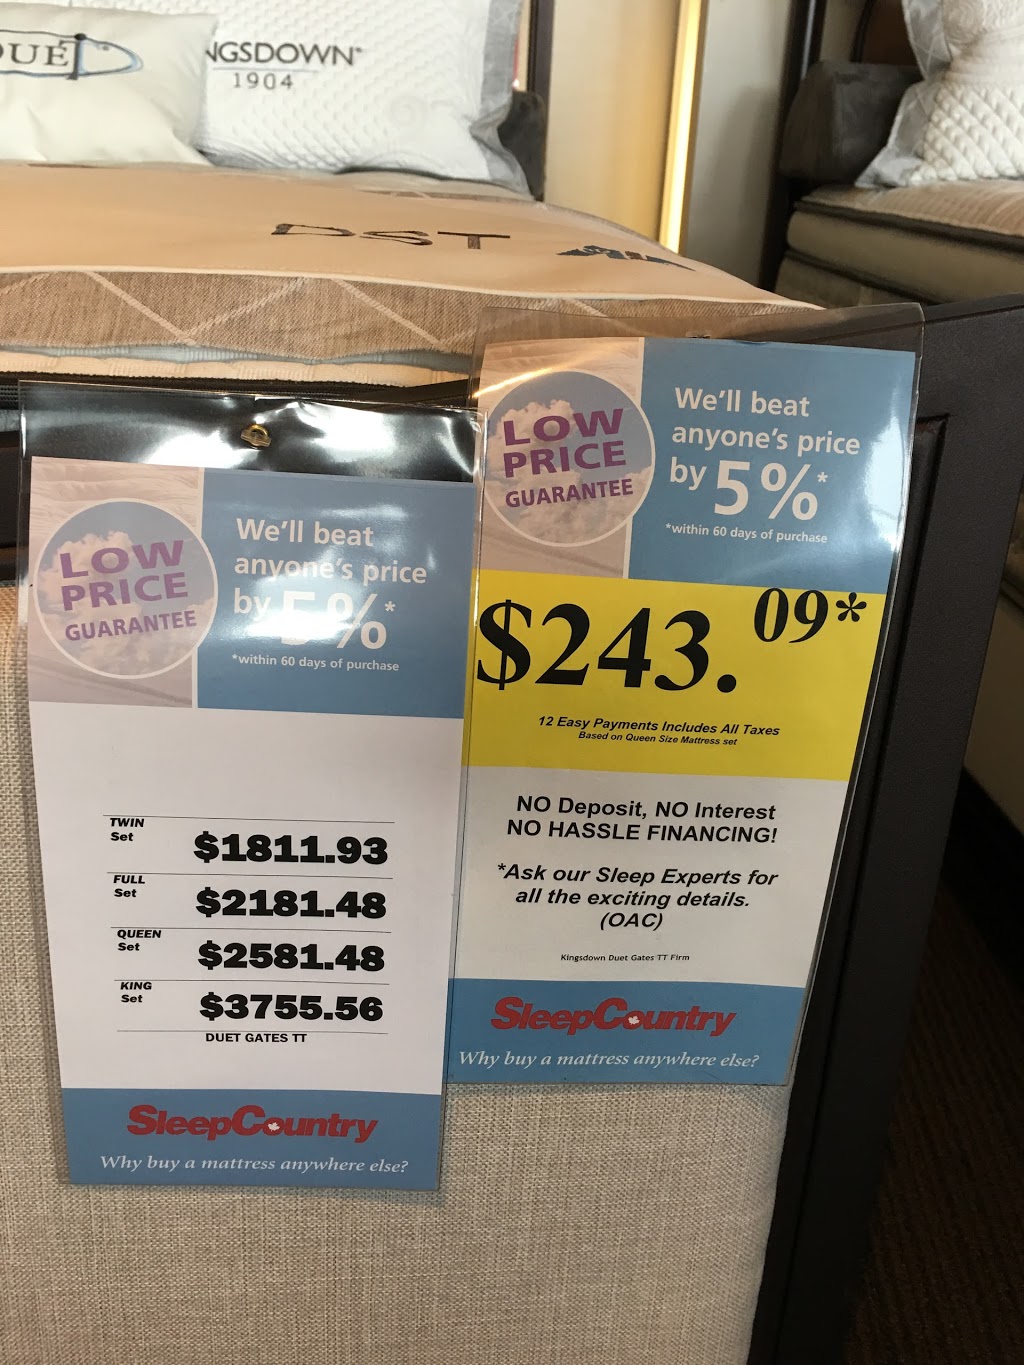 DUÉT
NGSDOWN
1904
DST
LOW
PRICE
GUARANTEE
We'll beat
anyone's price
by 5%*
*within 60 days of purchase
TWIN
Set
$1811.93
FULL
Set
$2181.48
QUEEN
Set
$2581.48
KING
Set
$3755.56
DUET GATES TT
SleepCountry
Why buy a mattress anywhere else?
LOW
PRICE
GUARANTEE
We'll beat
anyone's price
by 5%*
*within 60 days of purchase
$243.09*
12 Easy Payments Includes All Taxes
Based on Queen Size Mattress set
NO Deposit, NO Interest
NO HASSLE FINANCING!
*Ask our Sleep Experts for
all the exciting details.
(OAC)
Kingsdown Duet Gates TT Firm
SleepCountry
Why buy a mattress anywhere else?